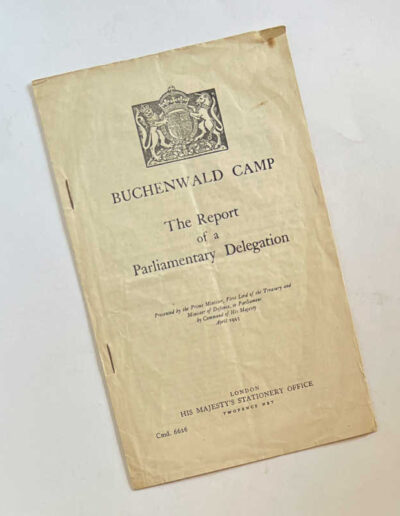 BUCHENWALD CAMP
The Report
of a
Parliamentary Delegation
Presented by the Prime Minister, First Lord of the Treasury and
Minister of Defence, to Parliament
by Command of His Majesty
April 1945
LONDON
HIS MAJESTY'S STATIONERY OFFICE
TWOPENCE NET
Cmd. 6626